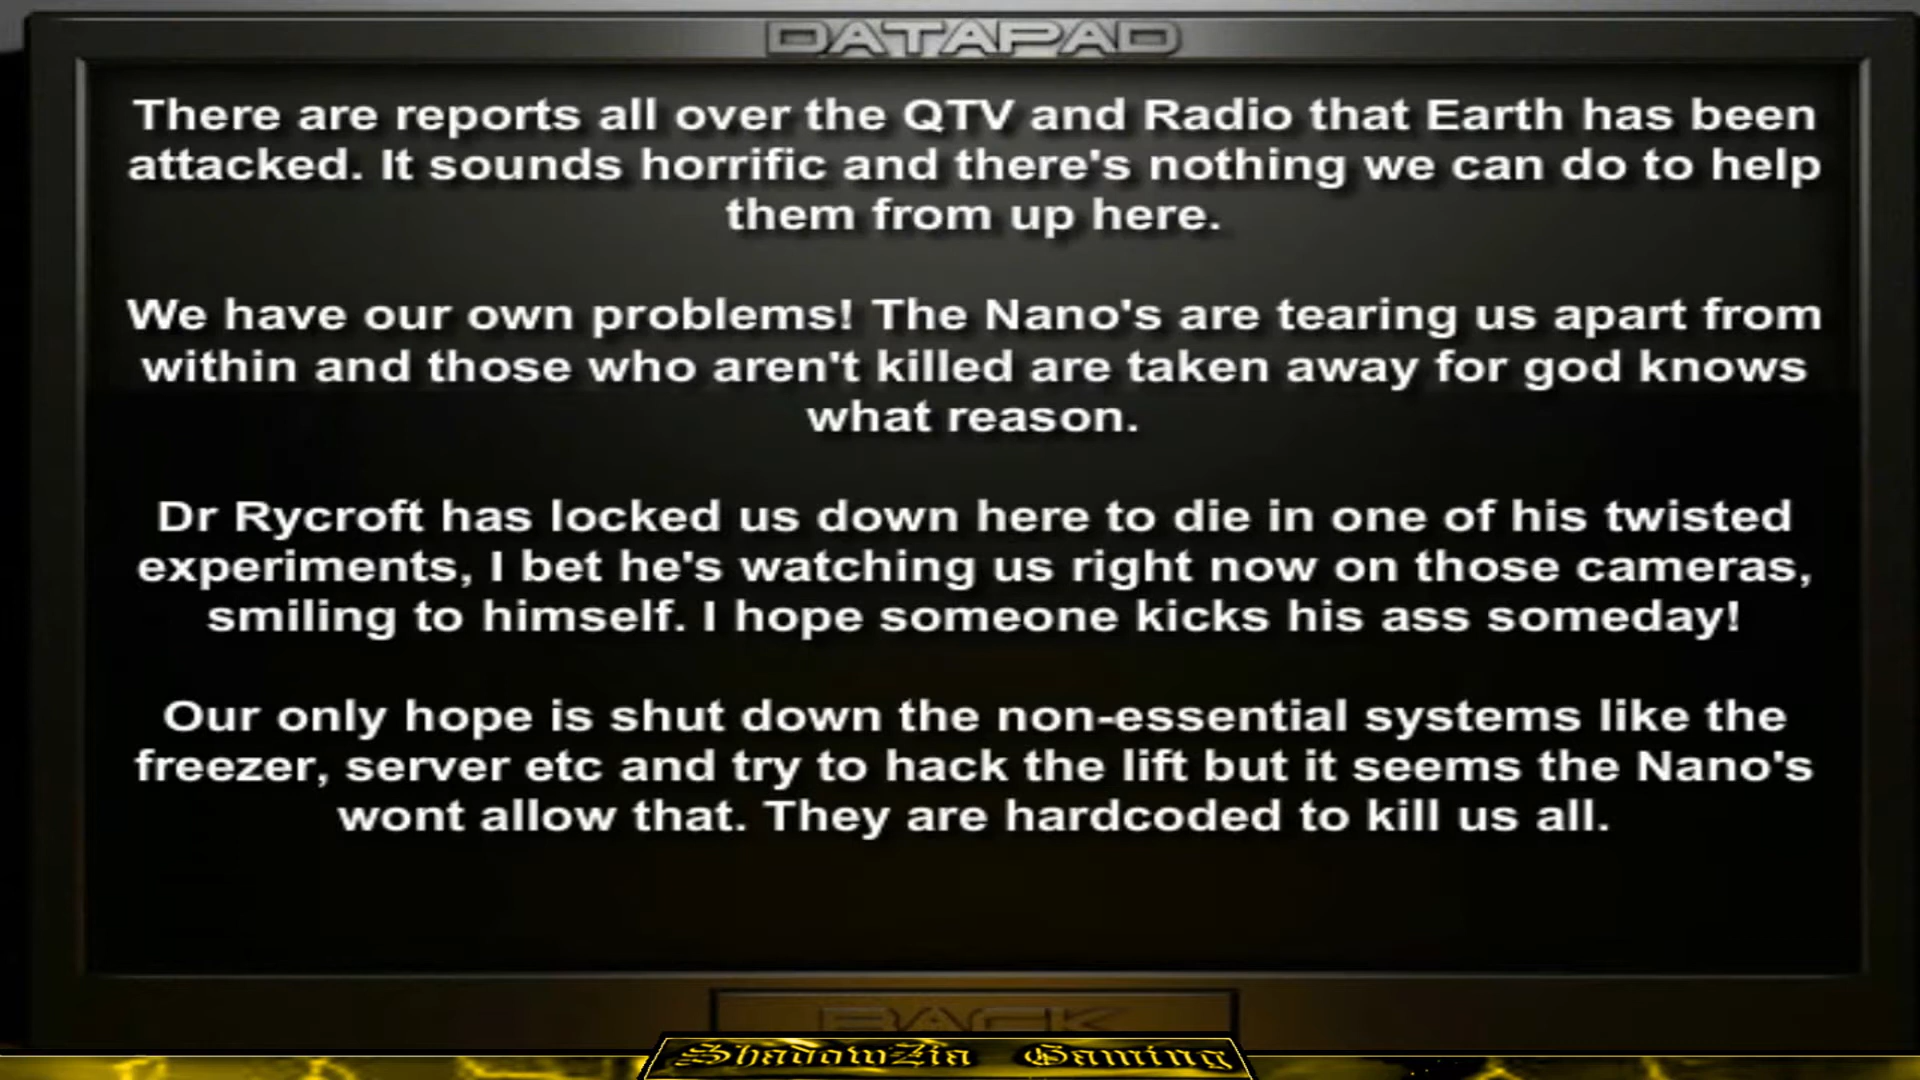 DATAPAD
There are reports all over the QTV and Radio that Earth has been
attacked. It sounds horrific and there's nothing we can do to help
them from up here.
We have our own problems! The Nano's are tearing us apart from
within and those who aren't killed are taken away for god knows
what reason.
Dr Rycroft has locked us down here to die in one of his twisted
experiments, I bet he's watching us right now on those cameras,
smiling to himself. I hope someone kicks his ass someday!
Our only hope is shut down the non-essential systems like the
freezer, server etc and try to hack the lift but it seems the Nano's
wont allow that. They are hardcoded to kill us all.
BACK
ShadowZia Gaming